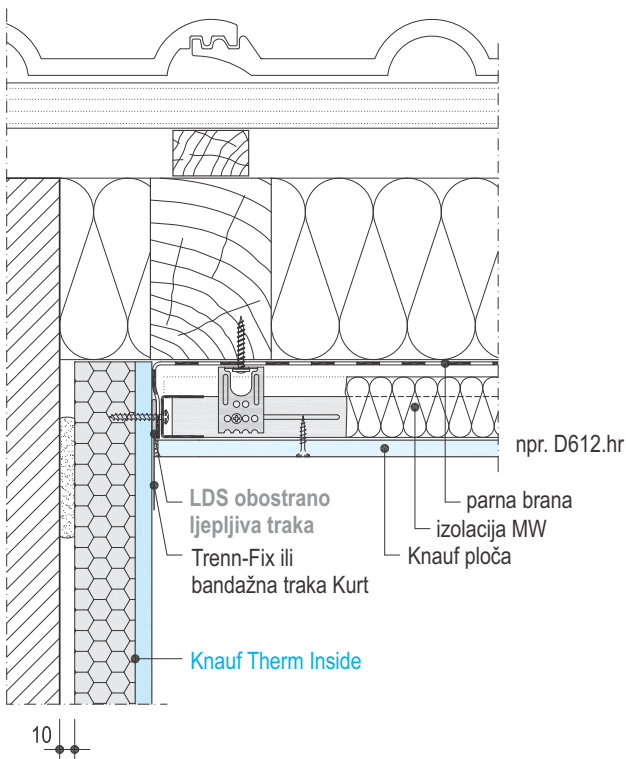 npr. D612.hr
parna brana
izolacija MW
Knauf ploča
LDS obostrano
ljepljiva traka
Trenn-Fix ili
bandažna traka Kurt
Knauf Therm Inside
10